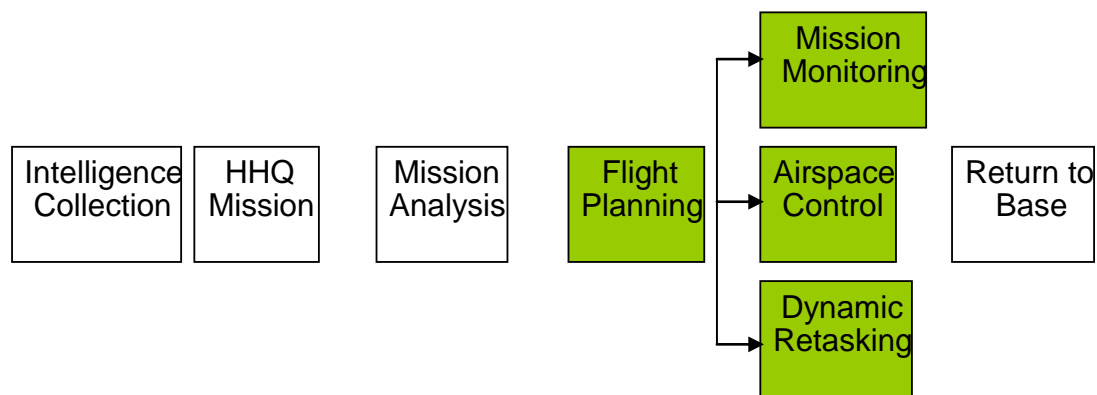 Mission
Monitoring
Intelligence
Collection
HHQ
Mission
Mission
Analysis
Flight
Planning
Airspace
Control
Return to
Base
Dynamic
Retasking